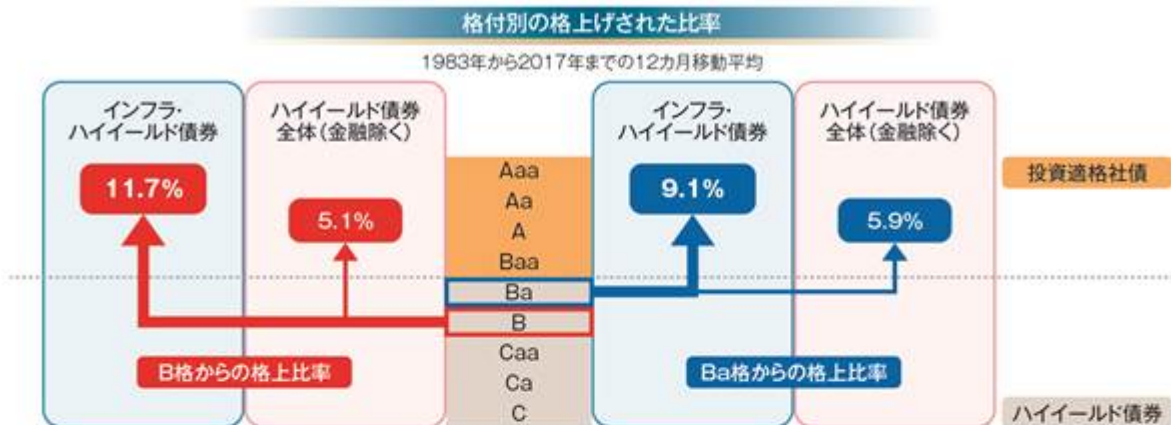 格付別の格上げされた比率
1983年から2017年までの12カ月移動平均
インフラ・
ハイイールド債券
ハイイールド債券
全体(金融除く)
11.7%
5.1%
B格からの格上比率
Aaa
Aa
A
Baa
Ba
B
Caa
Ca
C
インフラ・
ハイイールド債券
ハイイールド債券
全体(金融除く)
9.1%
5.9%
Ba格からの格上比率
投資適格社債
ハイイールド債券